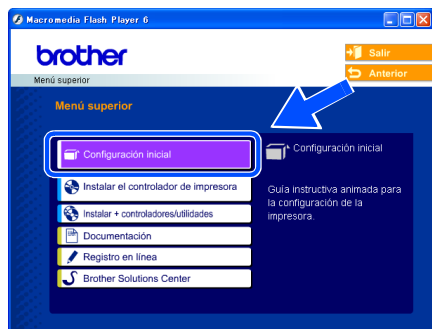 Macromedia Flash Player 6
brother
Salir
Menú superior
Anterior
Menú superior
Configuración inicial
Configuración inicial
Instalar el controlador de impresora
Guía instructiva animada para
la configuración de la
impresora.
Instalar + controladores/utilidades
Documentación
Registro en línea
Brother Solutions Center